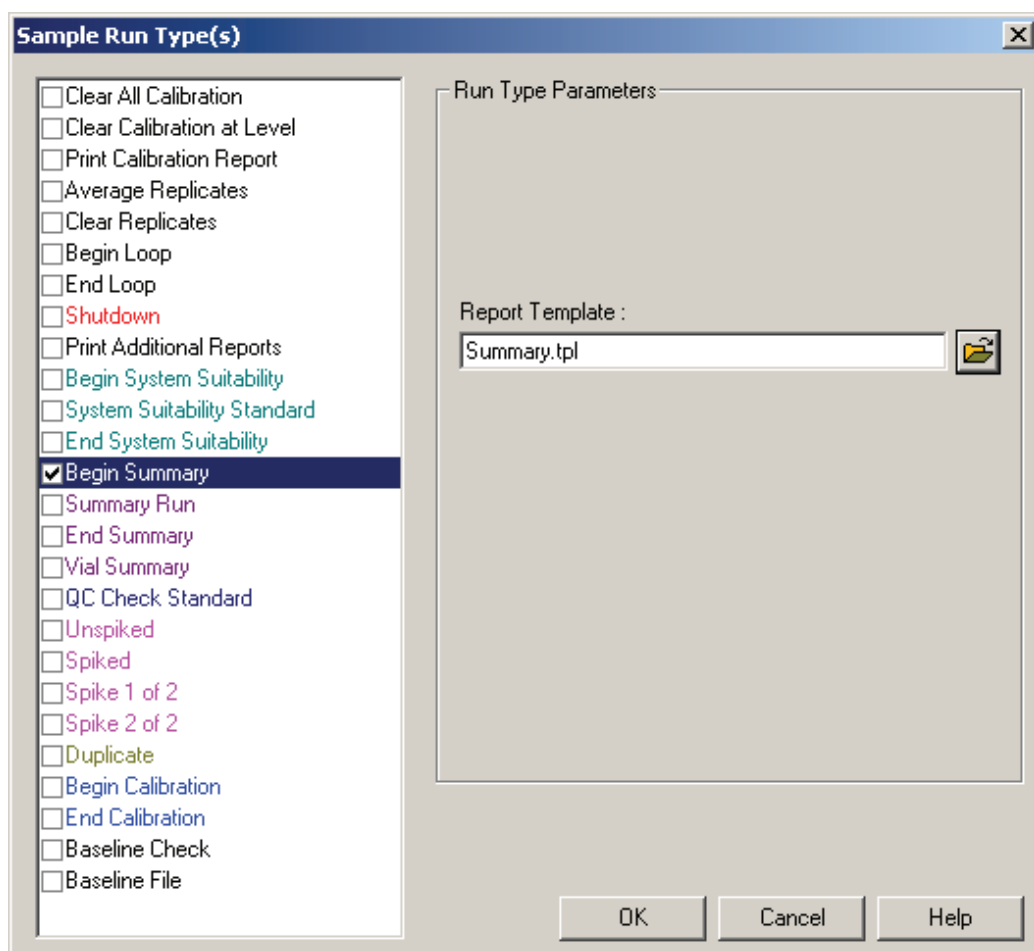 Sample Run Type(s)
Clear All Calibration
Clear Calibration at Level
Print Calibration Report
Average Replicates
Clear Replicates
Begin Loop
End Loop
Shutdown
Print Additional Reports
Begin System Suitability
System Suitability Standard
End System Suitability
Begin Summary
Summary Run
End Summary
Vial Summary
QC Check Standard
Unspiked
Spiked
Spike 1 of 2
Spike 2 of 2
Duplicate
Begin Calibration
End Calibration
Baseline Check
Baseline File
Run Type Parameters
Report Template :
Summary.tpl
OK
Cancel
Help